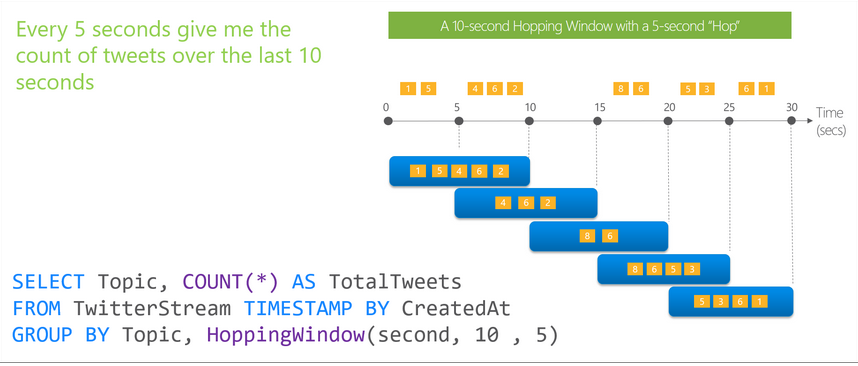 Every 5 seconds give me the
count of tweets over the last 10
seconds
A 10-second Hopping Window with a 5-second “Hop”
1 5 4 6 2 8 6 5 3 6 1
0 5 10 15 20 25 30 Time
(secs)
1 5 4 6 2
4 6 2
8 6
8 6 5 3
5 3 6 1
SELECT Topic, COUNT(*) AS TotalTweets
FROM TwitterStream TIMESTAMP BY CreatedAt
GROUP BY Topic, HoppingWindow(second, 10 , 5)